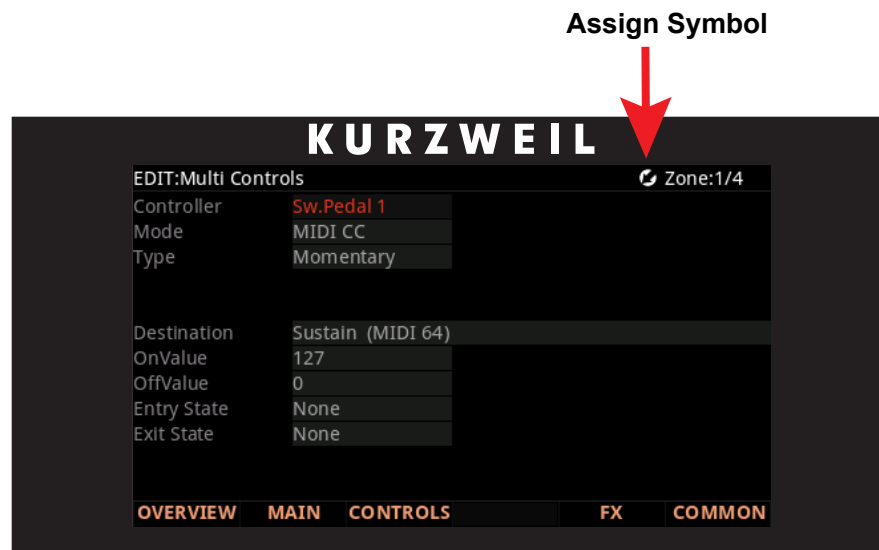 Assign Symbol
KURZWEIL
EDIT:Multi Controls Zone:1/4
Controller Sw.Pedal 1
Mode MIDI CC
Type Momentary
Destination Sustain (MIDI 64)
OnValue 127
OffValue 0
Entry State None
Exit State None
OVERVIEW MAIN CONTROLS FX COMMON